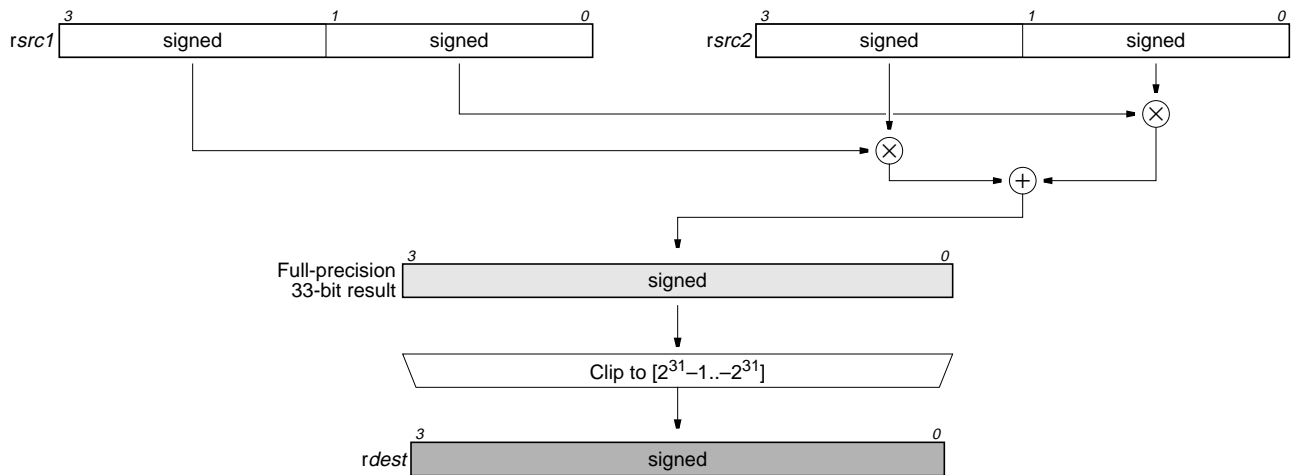 3 1 0 3 1 0
rsrc1 signed signed rsrc2 signed signed
× ×
+
3 0
Full-precision
33-bit result signed
Clip to [2^31–1..–2^31]
3 0
rdest signed